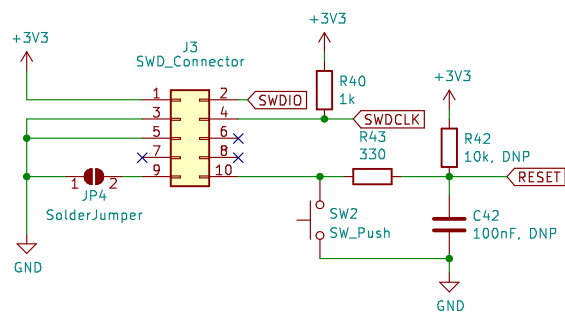 +3V3
J3
SWD_Connector
1
2
SWDIO
3
4
5
6
7
8
9
10
1
2
JP4
SolderJumper
GND
+3V3
R40
1k
SWDCLK
R43
330
+3V3
R42
10k, DNP
RESET
SW2
SW_Push
C42
100nF, DNP
GND